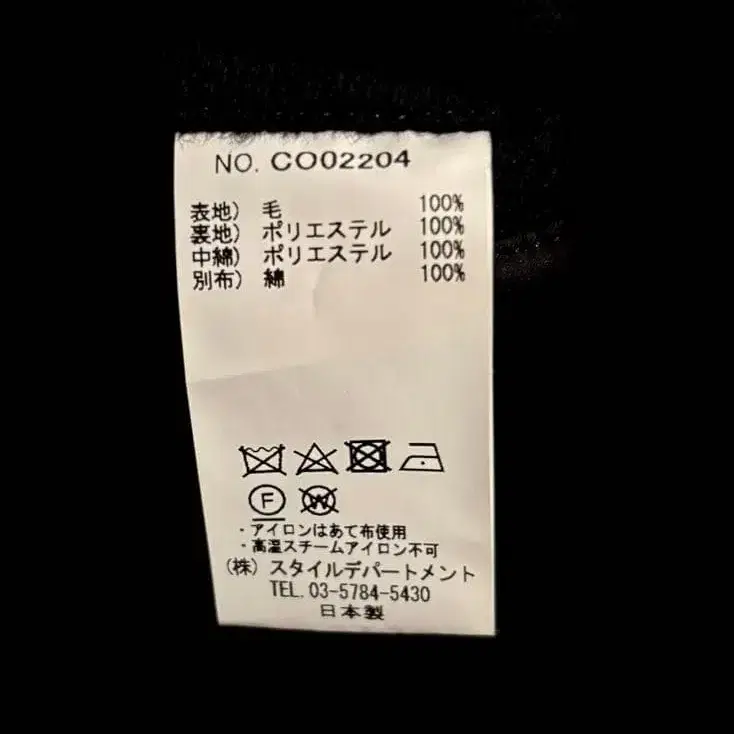 NO. CO02204
表地) 毛 100%
裏地) ポリエステル 100%
中綿) ポリエステル 100%
別布) 綿 100%
F W
・アイロンはあて布使用
・高温スチームアイロン不可
(株) スタイルデパートメント
TEL. 03-5784-5430
日本製